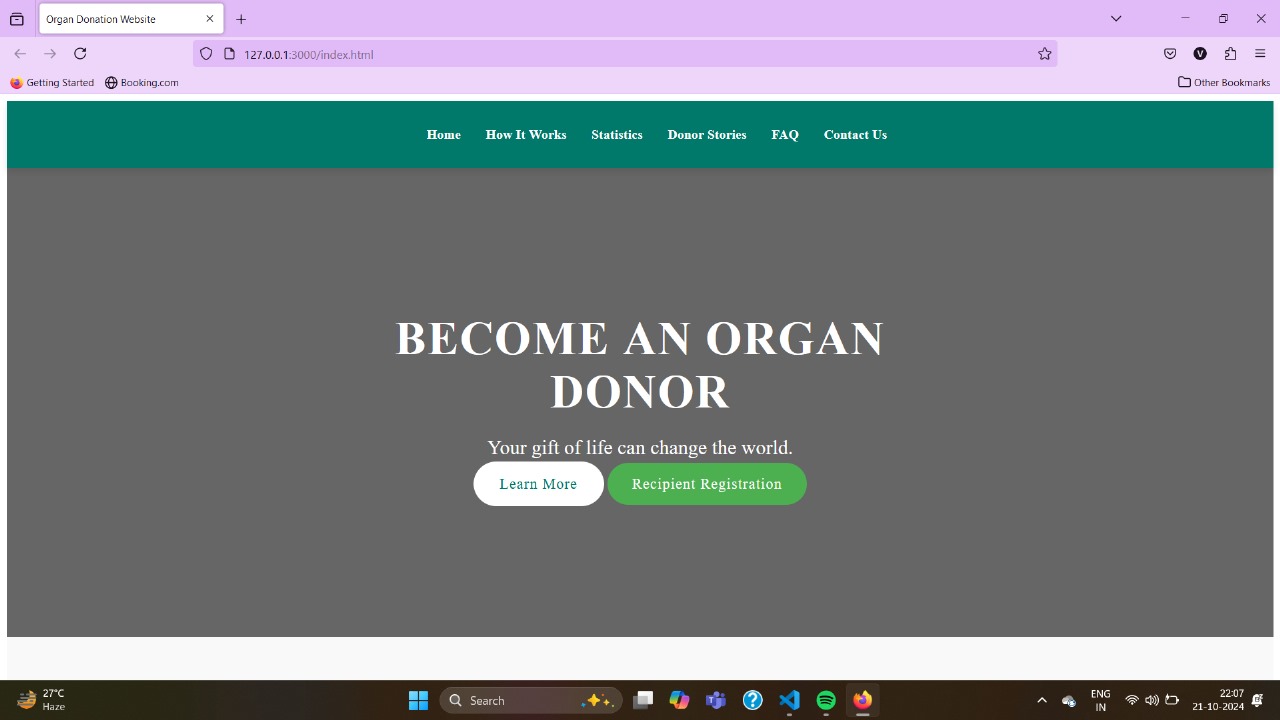 Organ Donation Website
127.0.0.1:3000/index.html
Getting Started Booking.com Other Bookmarks
Home How It Works Statistics Donor Stories FAQ Contact Us
BECOME AN ORGAN
DONOR
Your gift of life can change the world.
Learn More Recipient Registration
27°C
Haze
Search
ENG
IN
22:07
21-10-2024
V